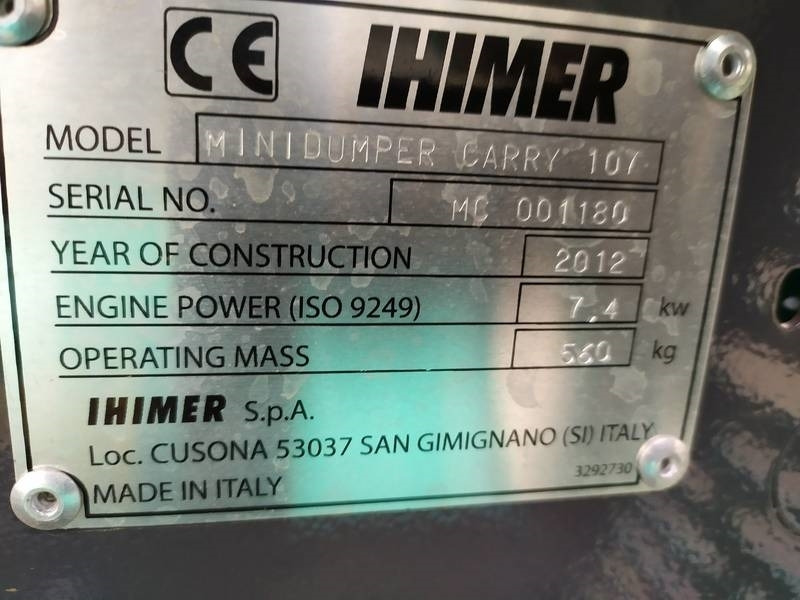 CE IHIMER
MODEL MINIDUMPER CARRY 107
SERIAL NO. MC 001180
YEAR OF CONSTRUCTION 2012
ENGINE POWER (ISO 9249) 7.4 kw
OPERATING MASS 560 kg
IHIMER S.p.A.
Loc. CUSONA 53037 SAN GIMIGNANO (SI) ITALY
3292730
MADE IN ITALY